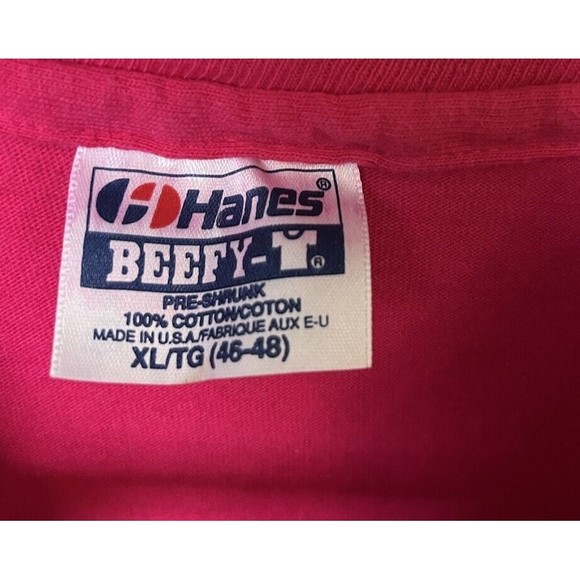 Hanes®
BEEFY-T®
PRE-SHRUNK
100% COTTON/COTON
MADE IN U.S.A./FABRIQUE AUX E-U
XL/TG (46-48)